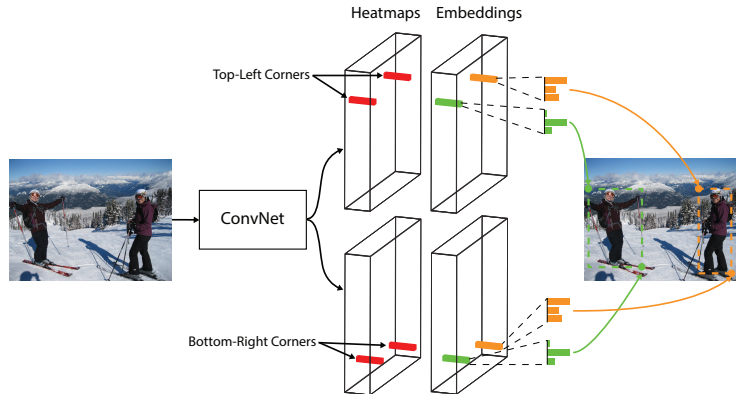 Heatmaps
Embeddings
Top-Left Corners
ConvNet
Bottom-Right Corners